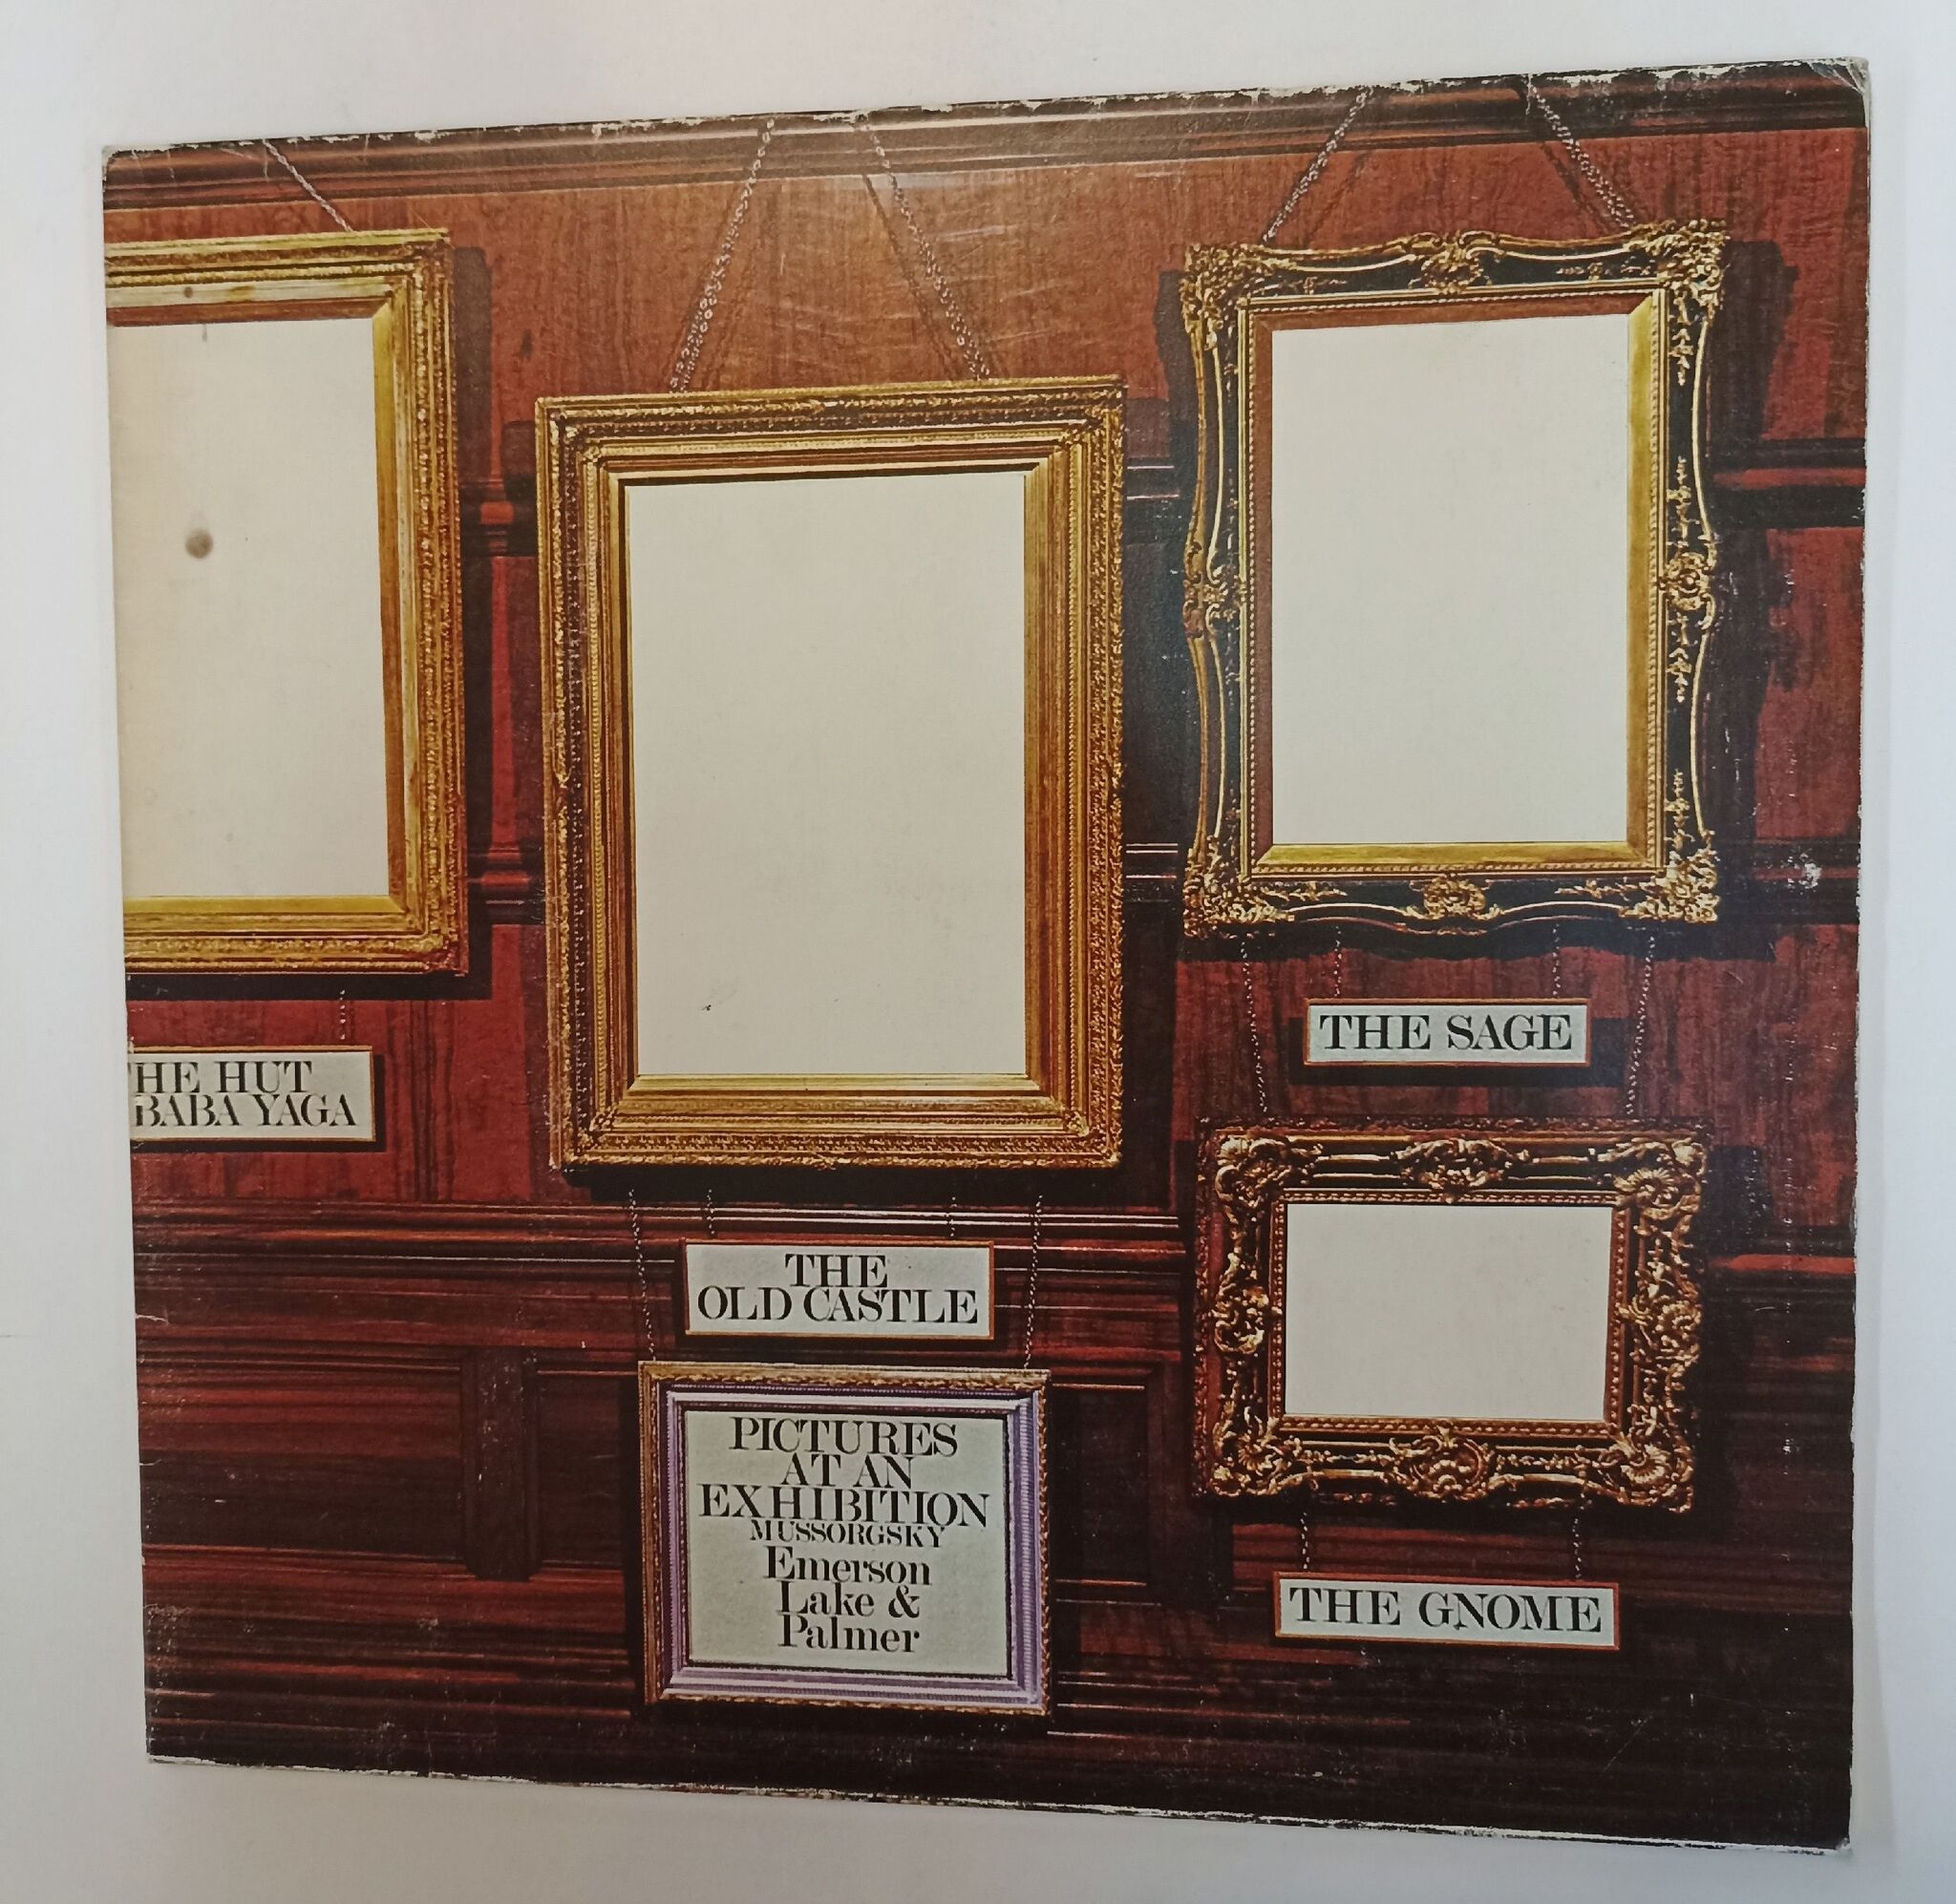 HE HUT
BABA YAGA
THE
OLD CASTLE
PICTURES
AT AN
EXHIBITION
MUSSORGSKY
Emerson
Lake &
Palmer
THE SAGE
THE GNOME